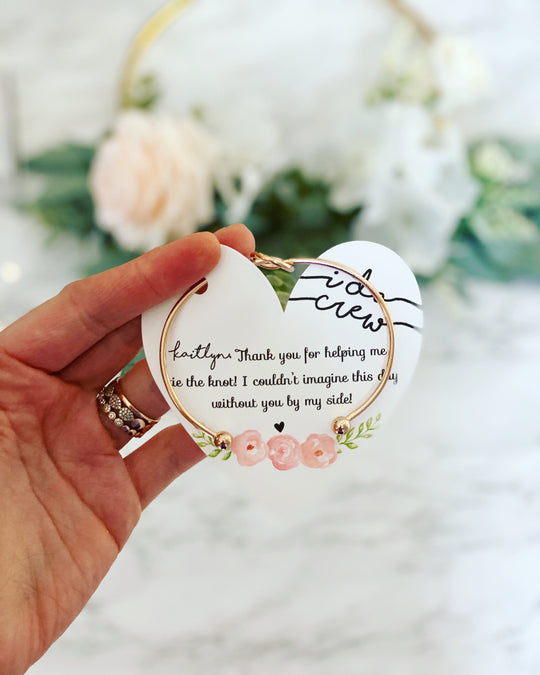 i do
crew
kaitlyn, Thank you for helping me
ie the knot! I couldn't imagine this day
without you by my side!